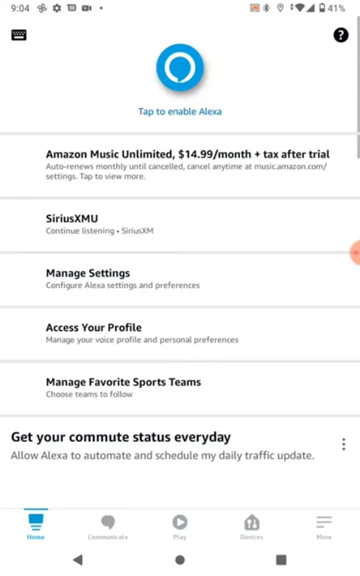 9:04
41%
?
Tap to enable Alexa
Amazon Music Unlimited, $14.99/month + tax after trial
Auto-renews monthly until cancelled, cancel anytime at music.amazon.com/
settings. Tap to view more.
SiriusXMU
Continue listening • SiriusXM
Manage Settings
Configure Alexa settings and preferences
Access Your Profile
Manage your voice profile and personal preferences
Manage Favorite Sports Teams
Choose teams to follow
Get your commute status everyday
Allow Alexa to automate and schedule my daily traffic update.
Home Communicate Play Devices More